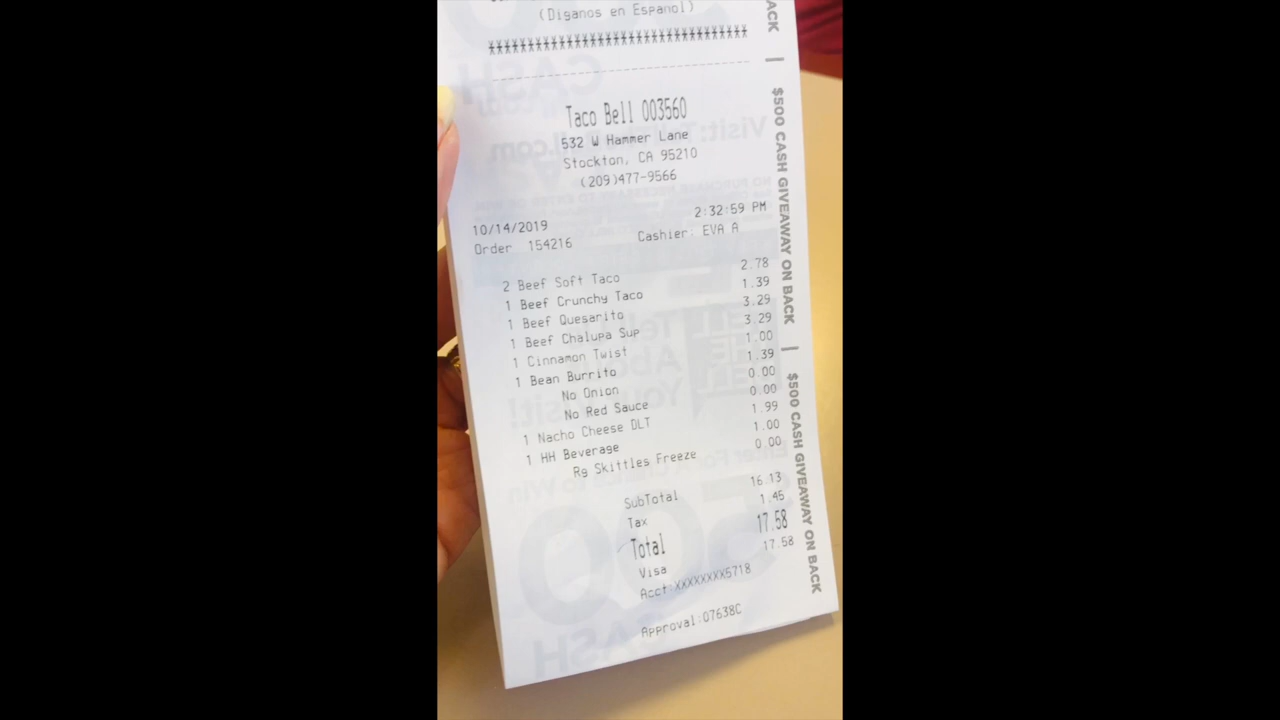 (Diganos en Espanol)
ACK
xxxxxxxxxxxxxxxxxxxxxxxxxxxxxxx
Taco Bell 003560
532 W Hammer Lane
Stockton, CA 95210
(209)477-9566
10/14/2019 2:32:59 PM
Order 154216 Cashier: EVA A
2 Beef Soft Taco 2.78
1 Beef Crunchy Taco 1.39
1 Beef Quesarito 3.29
1 Beef Chalupa Sup 3.29
1 Cinnamon Twist 1.00
1 Bean Burrito 1.39
No Onion 0.00
No Red Sauce 0.00
1 Nacho Cheese DLT 1.99
1 HH Beverage 1.00
Rg Skittles Freeze 0.00
SubTotal 16.13
Tax 1.45
Total 17.58
Visa 17.58
Acct:XXXXXXXX5718
Approval:07638C
$500 CASH GIVEAWAY ON BACK
$500 CASH GIVEAWAY ON BACK